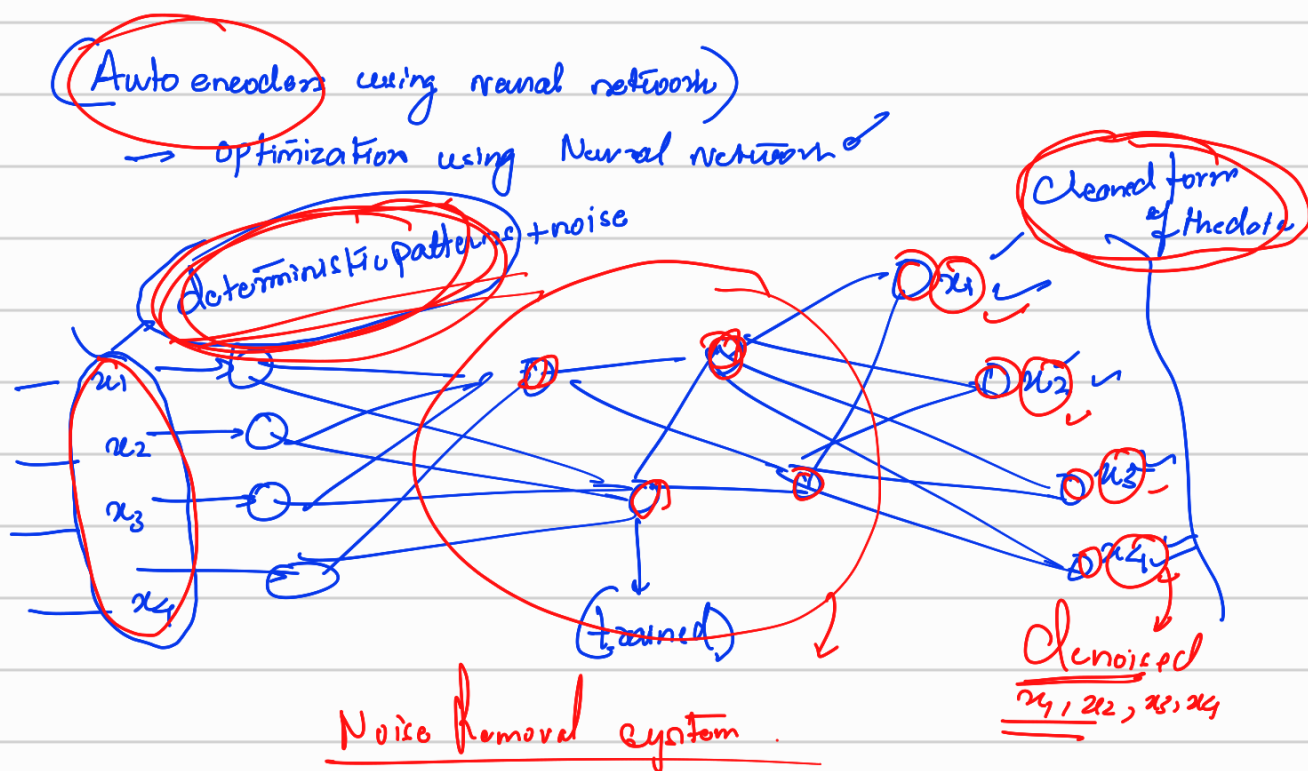 (Auto encoders using neural network)
→ optimization using Neural network
Cleaned form
of the data
deterministic patterns + noise
x1
x2
x3
x4
x1
x2
x3
x4
(trained)
Denoised
x1, x2, x3, x4
Noise Removal system.